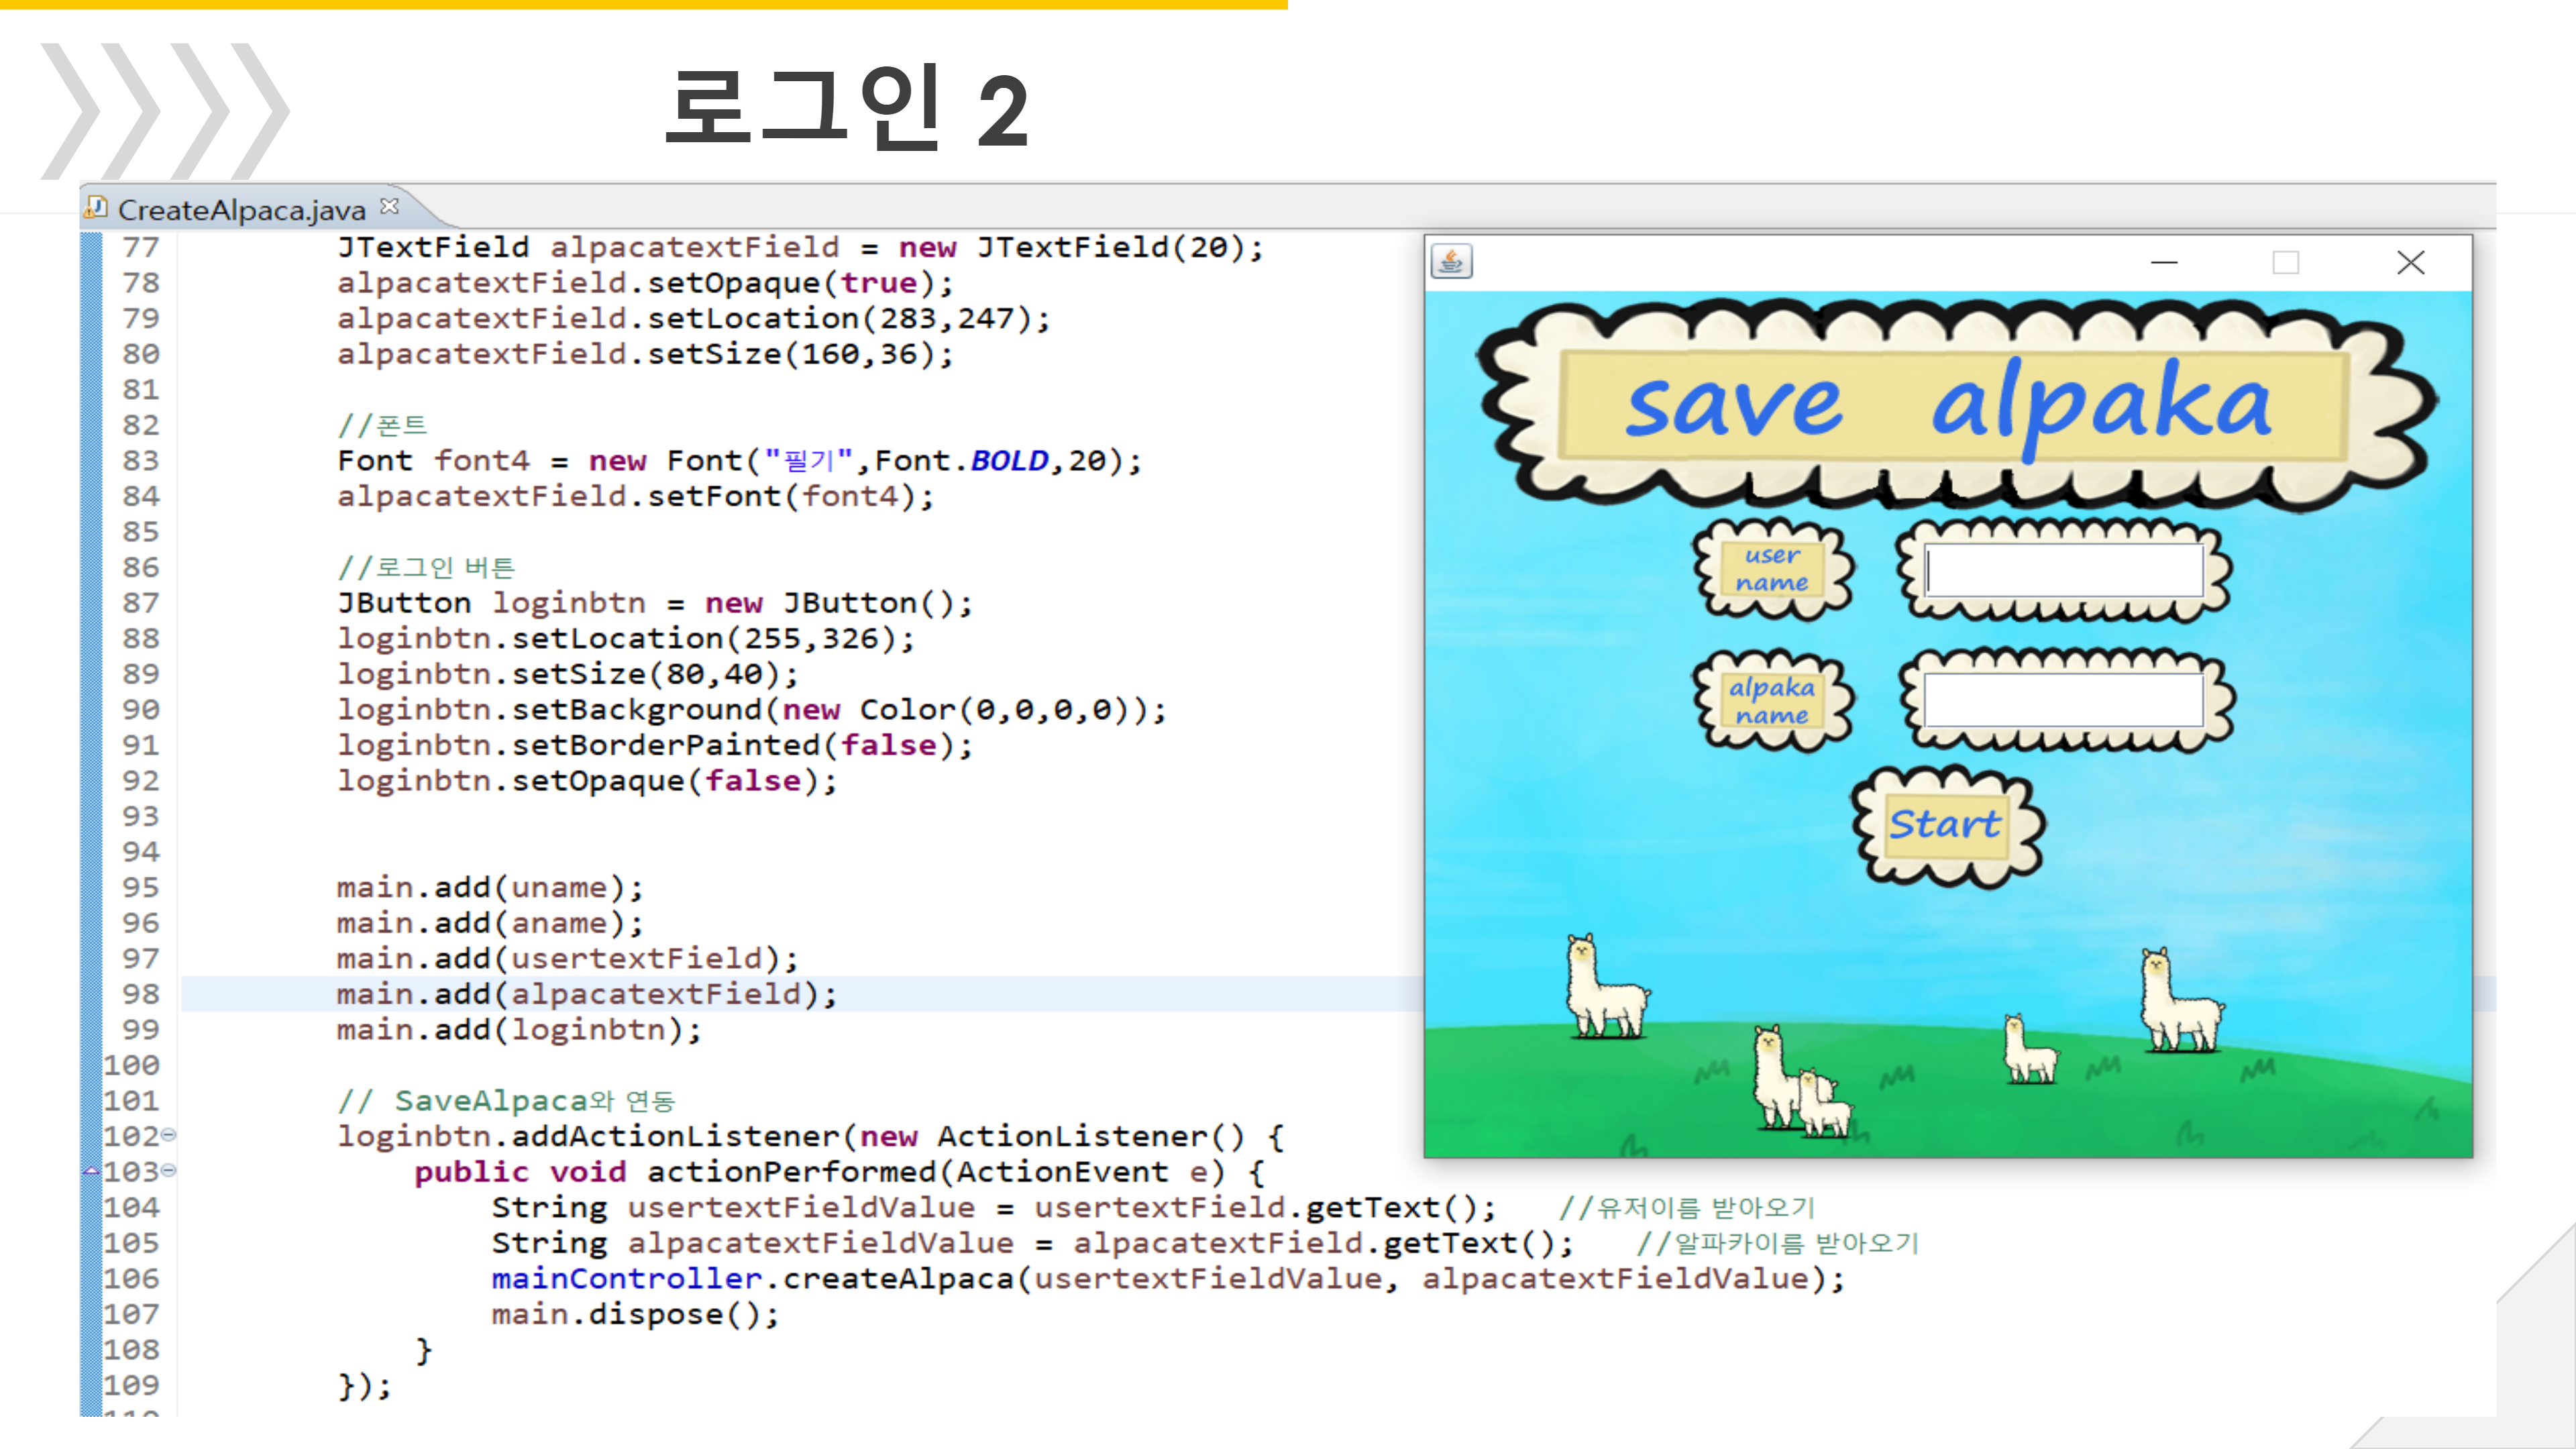 로그인 2
CreateAlpaca.java
77 JTextField alpacatextField = new JTextField(20);
78 alpacatextField.setOpaque(true);
79 alpacatextField.setLocation(283,247);
80 alpacatextField.setSize(160,36);
81
82 //폰트
83 Font font4 = new Font("필기",Font.BOLD,20);
84 alpacatextField.setFont(font4);
85
86 //로그인 버튼
87 JButton loginbtn = new JButton();
88 loginbtn.setLocation(255,326);
89 loginbtn.setSize(80,40);
90 loginbtn.setBackground(new Color(0,0,0,0));
91 loginbtn.setBorderPainted(false);
92 loginbtn.setOpaque(false);
93
94
95 main.add(uname);
96 main.add(aname);
97 main.add(usertextField);
98 main.add(alpacatextField);
99 main.add(loginbtn);
100
101 // SaveAlpaca와 연동
102 loginbtn.addActionListener(new ActionListener() {
103 public void actionPerformed(ActionEvent e) {
104 String usertextFieldValue = usertextField.getText(); //유저이름 받아오기
105 String alpacatextFieldValue = alpacatextField.getText(); //알파카이름 받아오기
106 mainController.createAlpaca(usertextFieldValue, alpacatextFieldValue);
107 main.dispose();
108 }
109 });
save alpaka
user
name
alpaka
name
Start